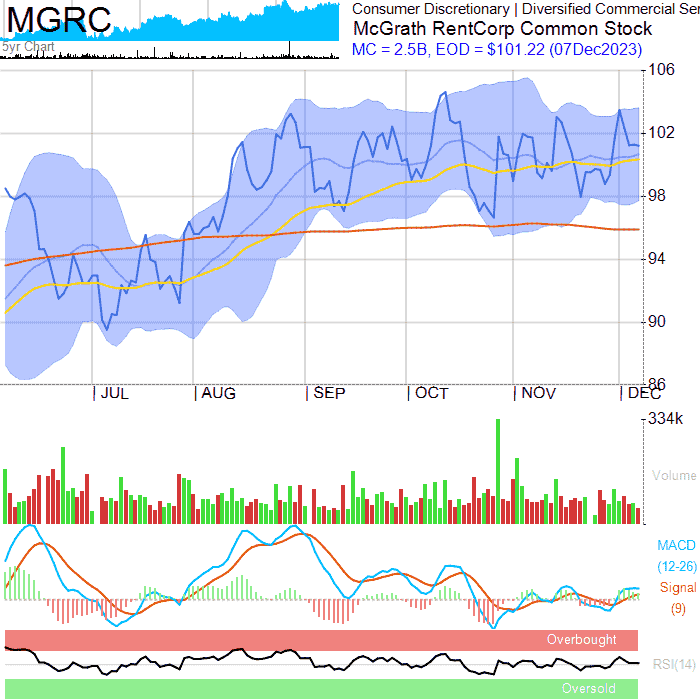 MGRC
5yr Chart
Consumer Discretionary | Diversified Commercial Ser
McGrath RentCorp Common Stock
MC = 2.5B, EOD = $101.22 (07Dec2023)
106
102
98
94
90
86
JUL AUG SEP OCT NOV DEC
334k
Volume
MACD
(12-26)
Signal
(9)
Overbought
RSI(14)
Oversold